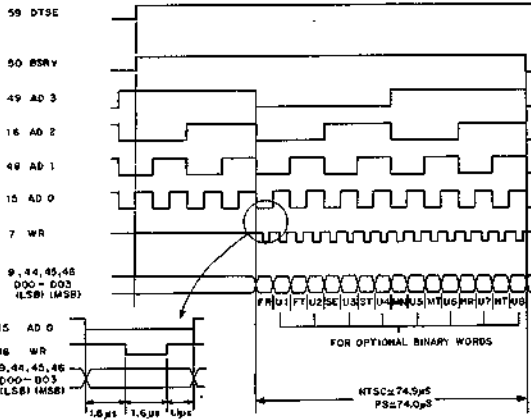 59 DTSE
50 BSRY
49 AD 3
16 AD 2
48 AD 1
15 AD 0
7 WR
9,44,45,46
D00-D03
(LSB) (MSB)
FR U1 FT U2 SE U3 ST U4 MN U5 MT U6 HR U7 HT U8
FOR OPTIONAL BINARY WORDS
15 AD 0
WR
9,44,45,46
D00-D03
(LSB) (MSB)
1.6µs 1.6µs
NTSC≃74.9µS
PS≃74.0µS